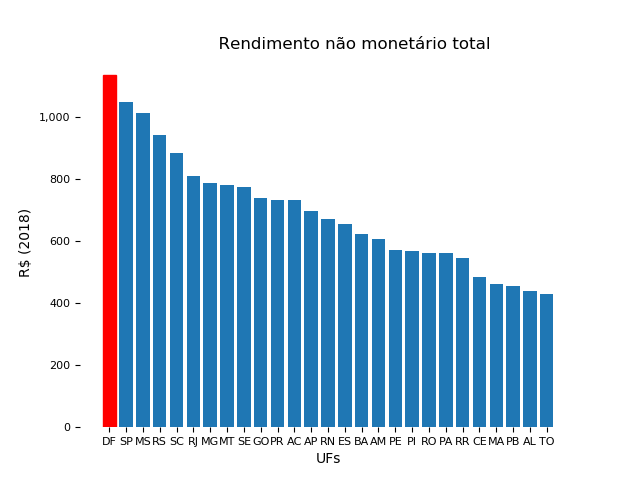 Rendimento não monetário total
1,000
800
600
400
200
0
R$ (2018)
DF SP MS RS SC RJ MG MT SE GO PR AC AP RN ES BA AM PE PI RO PA RR CE MA PB AL TO
UFs